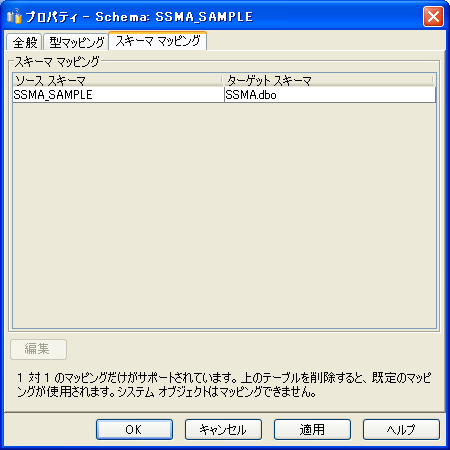 プロパティ - Schema: SSMA_SAMPLE
全般 型マッピング スキーマ マッピング
スキーマ マッピング
ソース スキーマ ターゲット スキーマ
SSMA_SAMPLE SSMA.dbo
編集
1 対 1 のマッピングだけがサポートされています。上のテーブルを削除すると、既定のマッピ
ングが使用されます。システム オブジェクトはマッピングできません。
OK キャンセル 適用 ヘルプ